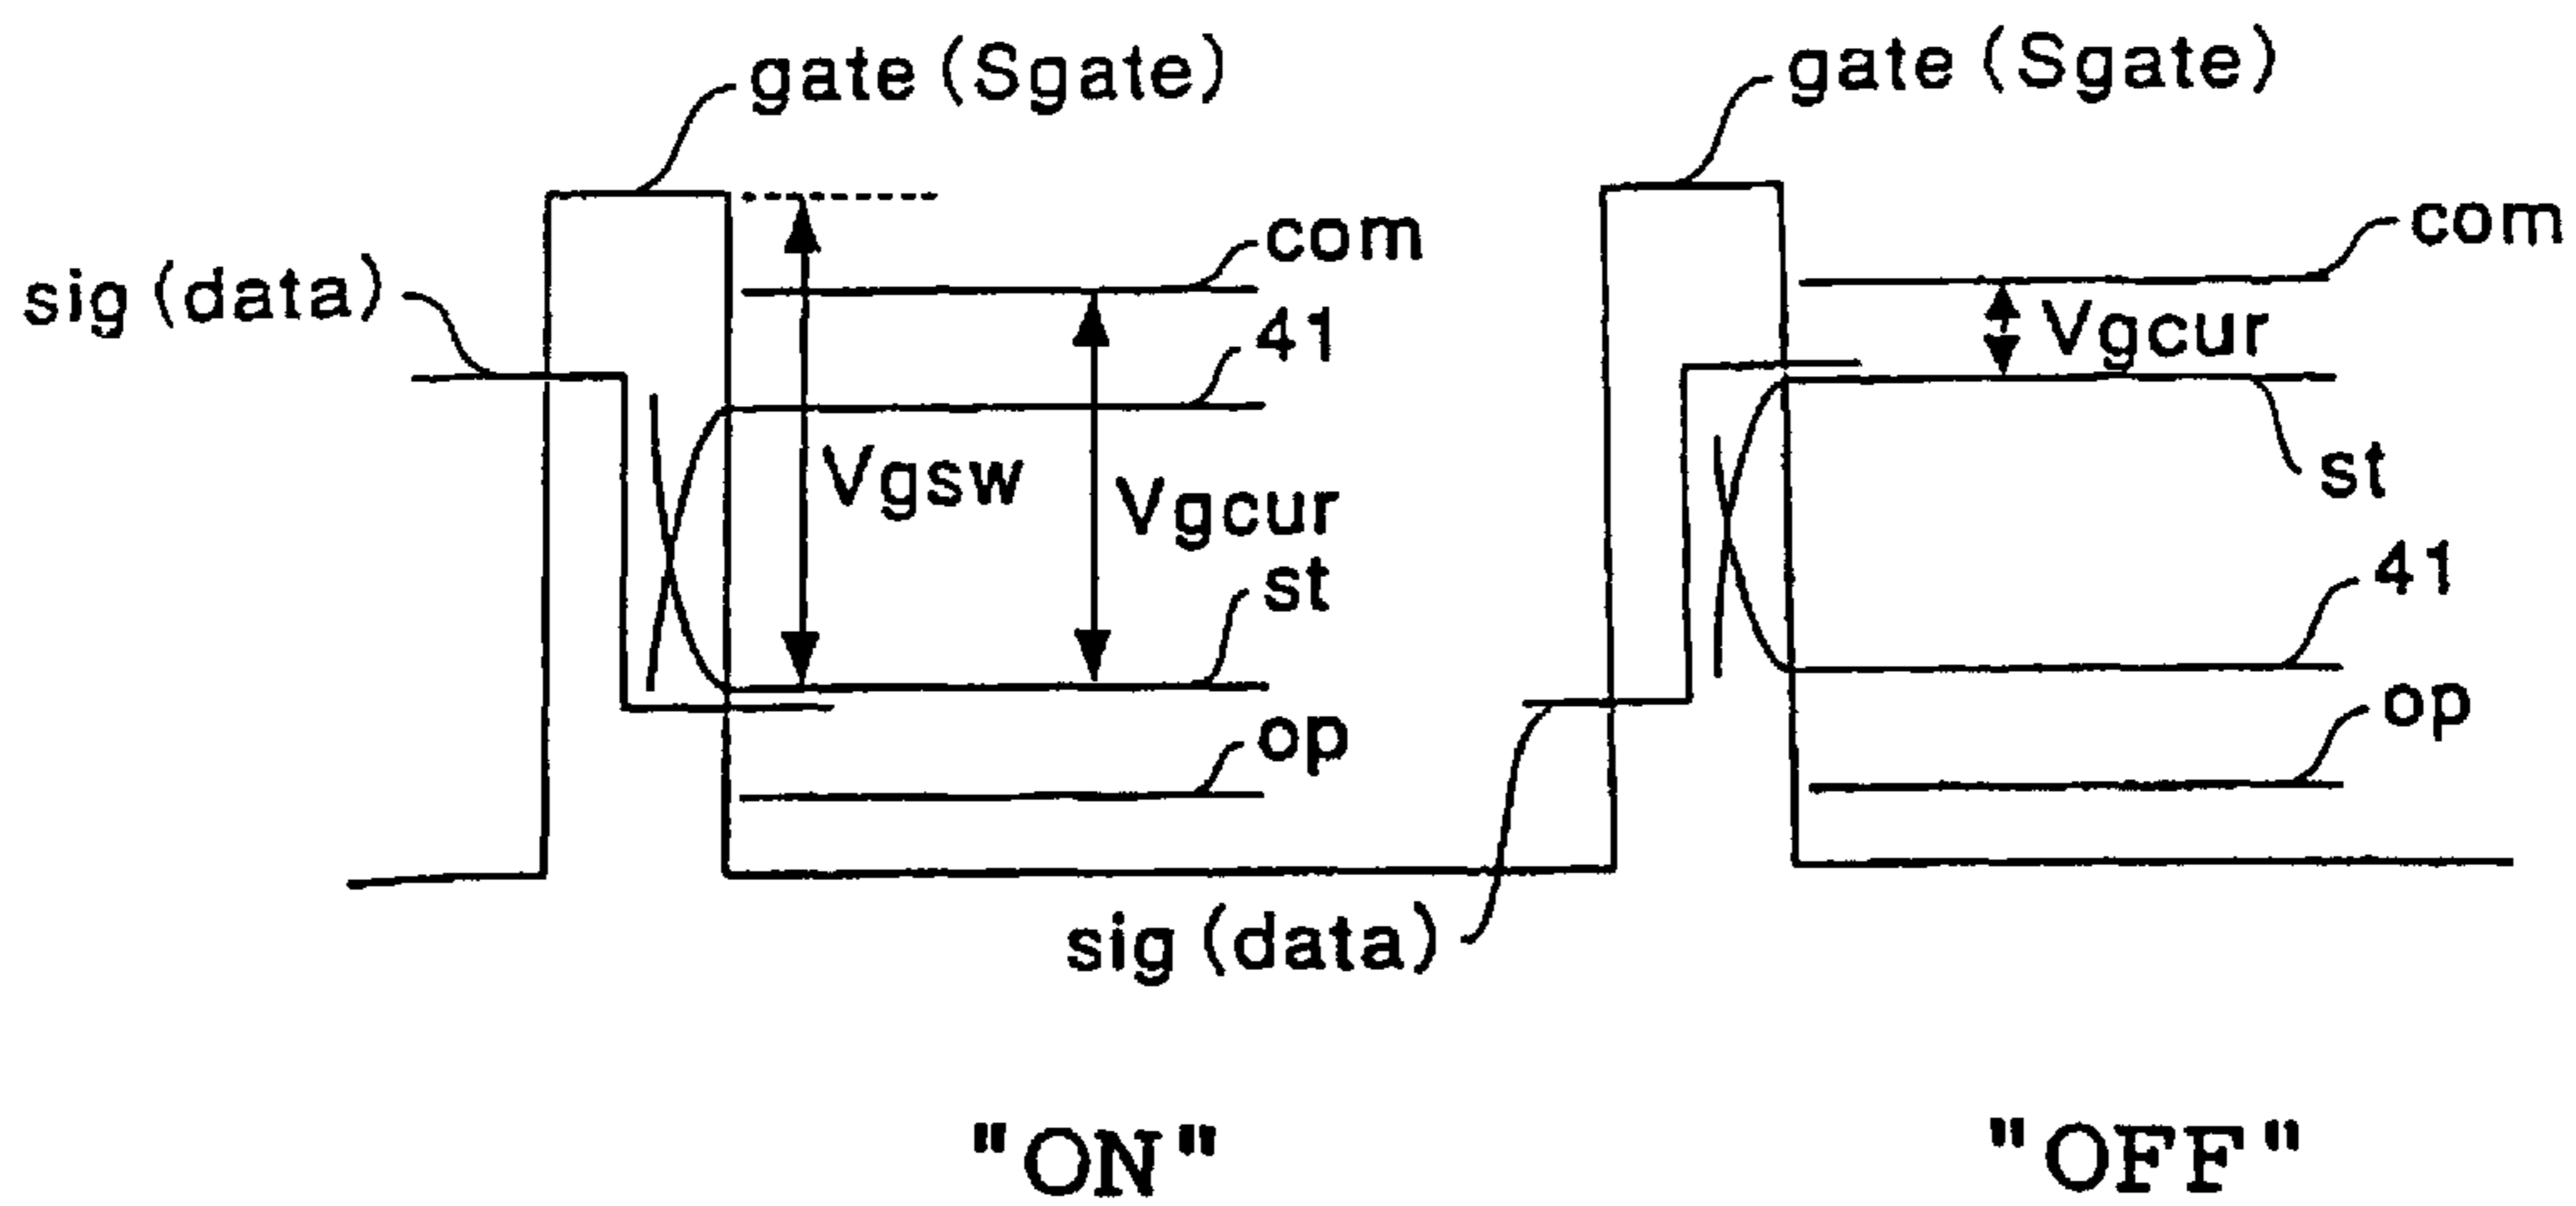 gate (Sgate)
sig (data)
com
41
Vgsw
Vgcur
st
op
"ON"
gate (Sgate)
com
Vgcur
st
41
op
sig (data)
"OFF"